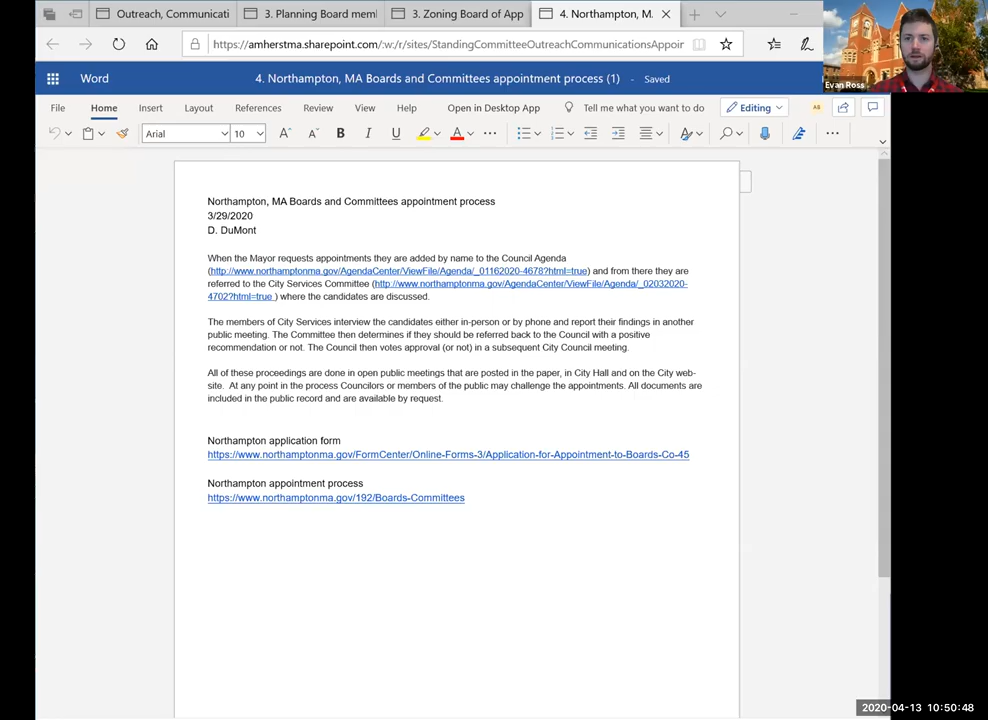 Outreach, Communicati
3. Planning Board mem
3. Zoning Board of App
4. Northampton, M.
https://amherstma.sharepoint.com/:w:/r/sites/StandingCommitteeOutreachCommunicationsAppoir
Evan Ross
Word
4. Northampton, MA Boards and Committees appointment process (1) - Saved
File Home Insert Layout References Review View Help Open in Desktop App Tell me what you want to do Editing AB
Arial 10 A A B I U A
Northampton, MA Boards and Committees appointment process
3/29/2020
D. DuMont
When the Mayor requests appointments they are added by name to the Council Agenda
(http://www.northamptonma.gov/AgendaCenter/ViewFile/Agenda/_01162020-4678?html=true) and from there they are
referred to the City Services Committee (http://www.northamptonma.gov/AgendaCenter/ViewFile/Agenda/_02032020-
4702?html=true ) where the candidates are discussed.
The members of City Services interview the candidates either in-person or by phone and report their findings in another
public meeting. The Committee then determines if they should be referred back to the Council with a positive
recommendation or not. The Council then votes approval (or not) in a subsequent City Council meeting.
All of these proceedings are done in open public meetings that are posted in the paper, in City Hall and on the City web-
site. At any point in the process Councilors or members of the public may challenge the appointments. All documents are
included in the public record and are available by request.
Northampton application form
https://www.northamptonma.gov/FormCenter/Online-Forms-3/Application-for-Appointment-to-Boards-Co-45
Northampton appointment process
https://www.northamptonma.gov/192/Boards-Committees
2020-04-13 10:50:48